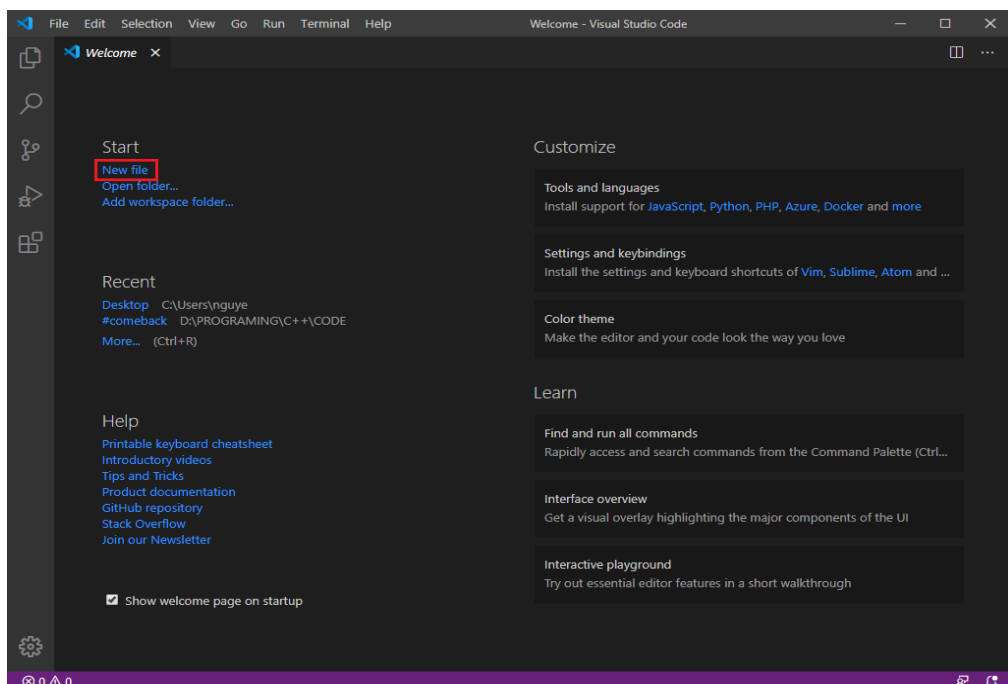 File Edit Selection View Go Run Terminal Help Welcome - Visual Studio Code
Welcome
Start
New file
Open folder...
Add workspace folder...
Recent
Desktop C:\Users\nguye
#comeback D:\PROGRAMING\C++\CODE
More... (Ctrl+R)
Help
Printable keyboard cheatsheet
Introductory videos
Tips and Tricks
Product documentation
GitHub repository
Stack Overflow
Join our Newsletter
Show welcome page on startup
Customize
Tools and languages
Install support for JavaScript, Python, PHP, Azure, Docker and more
Settings and keybindings
Install the settings and keyboard shortcuts of Vim, Sublime, Atom and ...
Color theme
Make the editor and your code look the way you love
Learn
Find and run all commands
Rapidly access and search commands from the Command Palette (Ctrl...
Interface overview
Get a visual overlay highlighting the major components of the UI
Interactive playground
Try out essential editor features in a short walkthrough
0 0